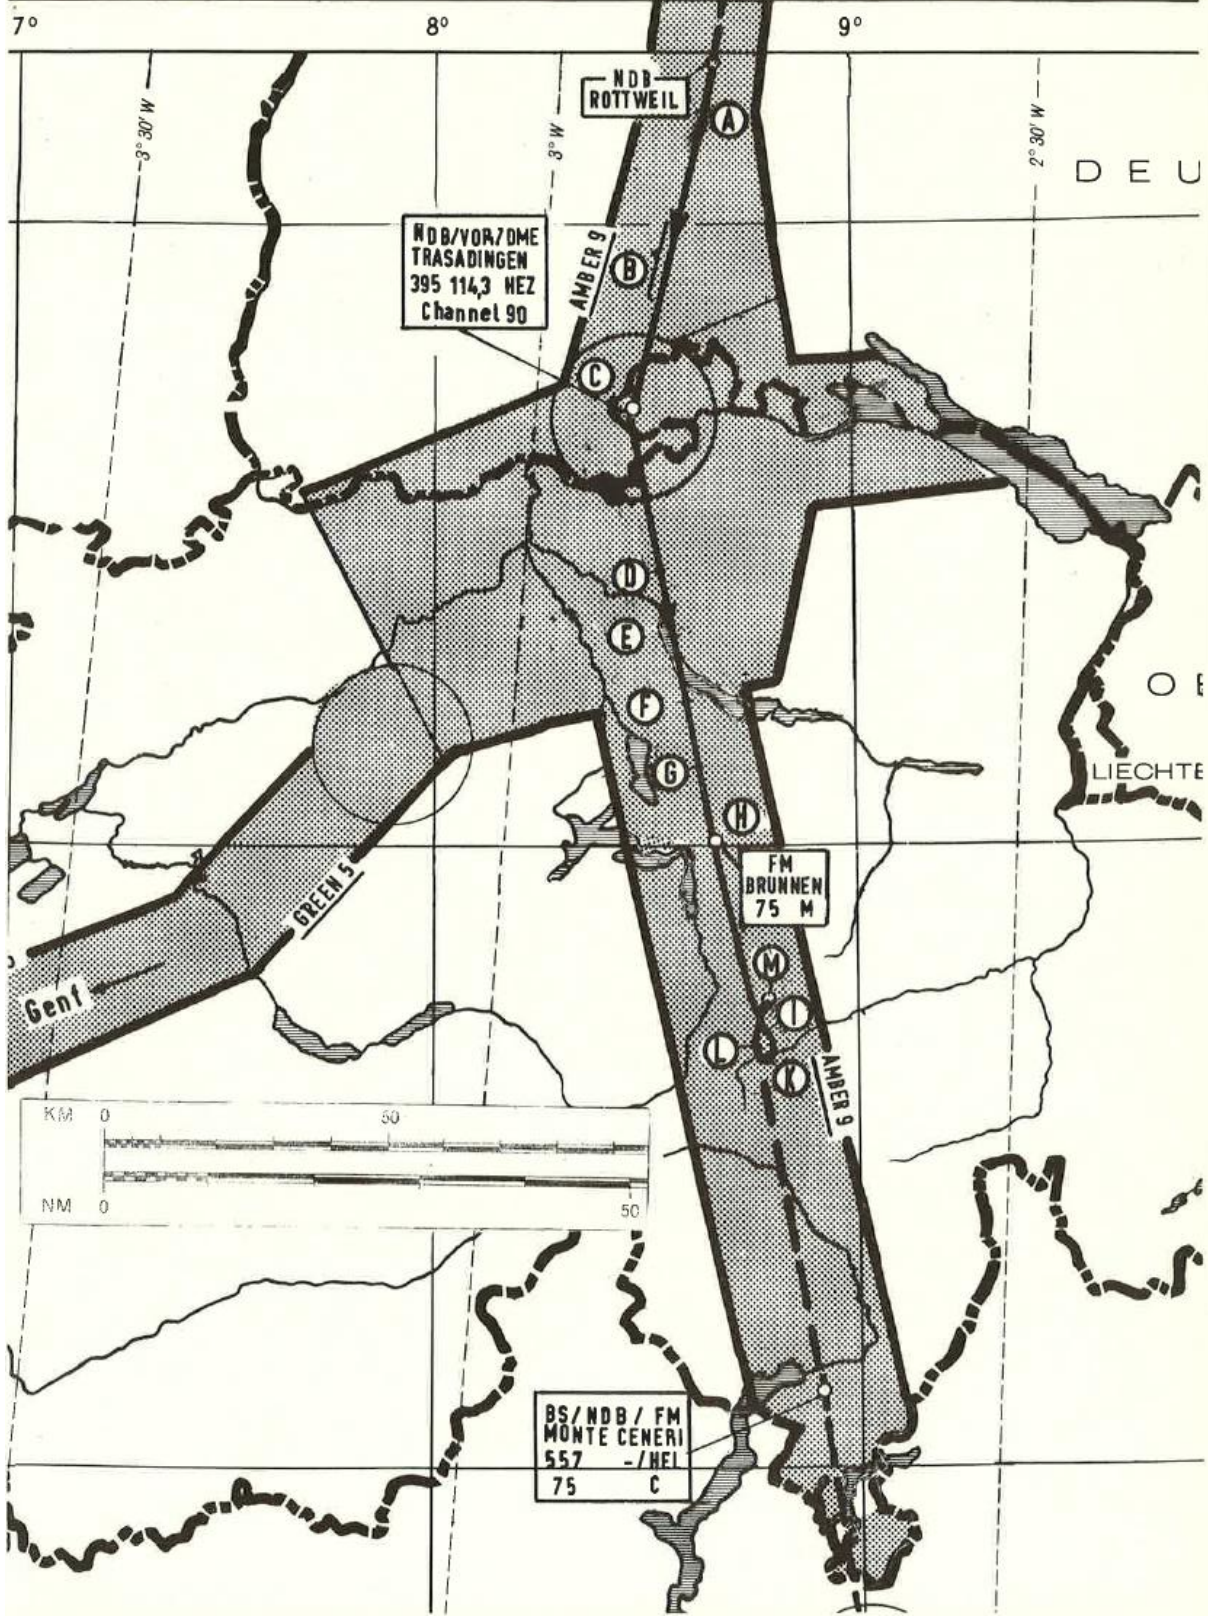 7°
8°
9°
3° 30' W
3° W
2° 30' W
NDB
ROTTWEIL
A
DEU
NDB/VOR/DME
TRASADINGEN
395 114,3 HEZ
Channel 90
AMBER 9
B
C
D
E
F
G
H
OE
LIECHTE
FM
BRUNNEN
75 M
GREEN 5
Genf
M
I
L
K
AMBER 9
KM 0 50
NM 0 50
BS/NDB/FM
MONTE CENERI
557 -/HEI
75 C